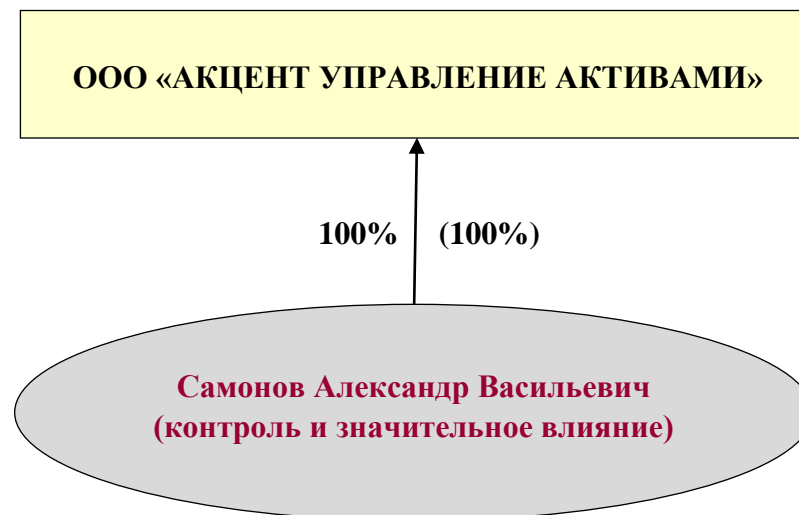 ООО «АКЦЕНТ УПРАВЛЕНИЕ АКТИВАМИ»
100% (100%)
Самонов Александр Васильевич
(контроль и значительное влияние)